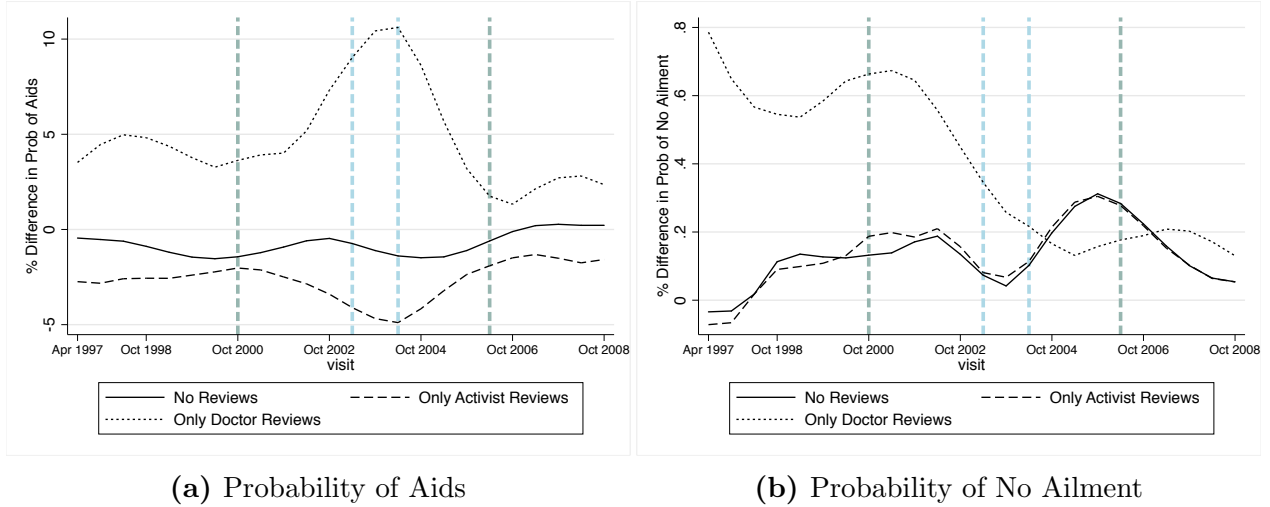 % Difference in Prob of Aids
10
5
0
-5
Apr 1997 Oct 1998 Oct 2000 Oct 2002 Oct 2004 Oct 2006 Oct 2008
visit
No Reviews Only Activist Reviews
Only Doctor Reviews
(a) Probability of Aids
% Difference in Prob of No Ailment
.8
.6
.4
.2
0
Apr 1997 Oct 1998 Oct 2000 Oct 2002 Oct 2004 Oct 2006 Oct 2008
visit
No Reviews Only Activist Reviews
Only Doctor Reviews
(b) Probability of No Ailment